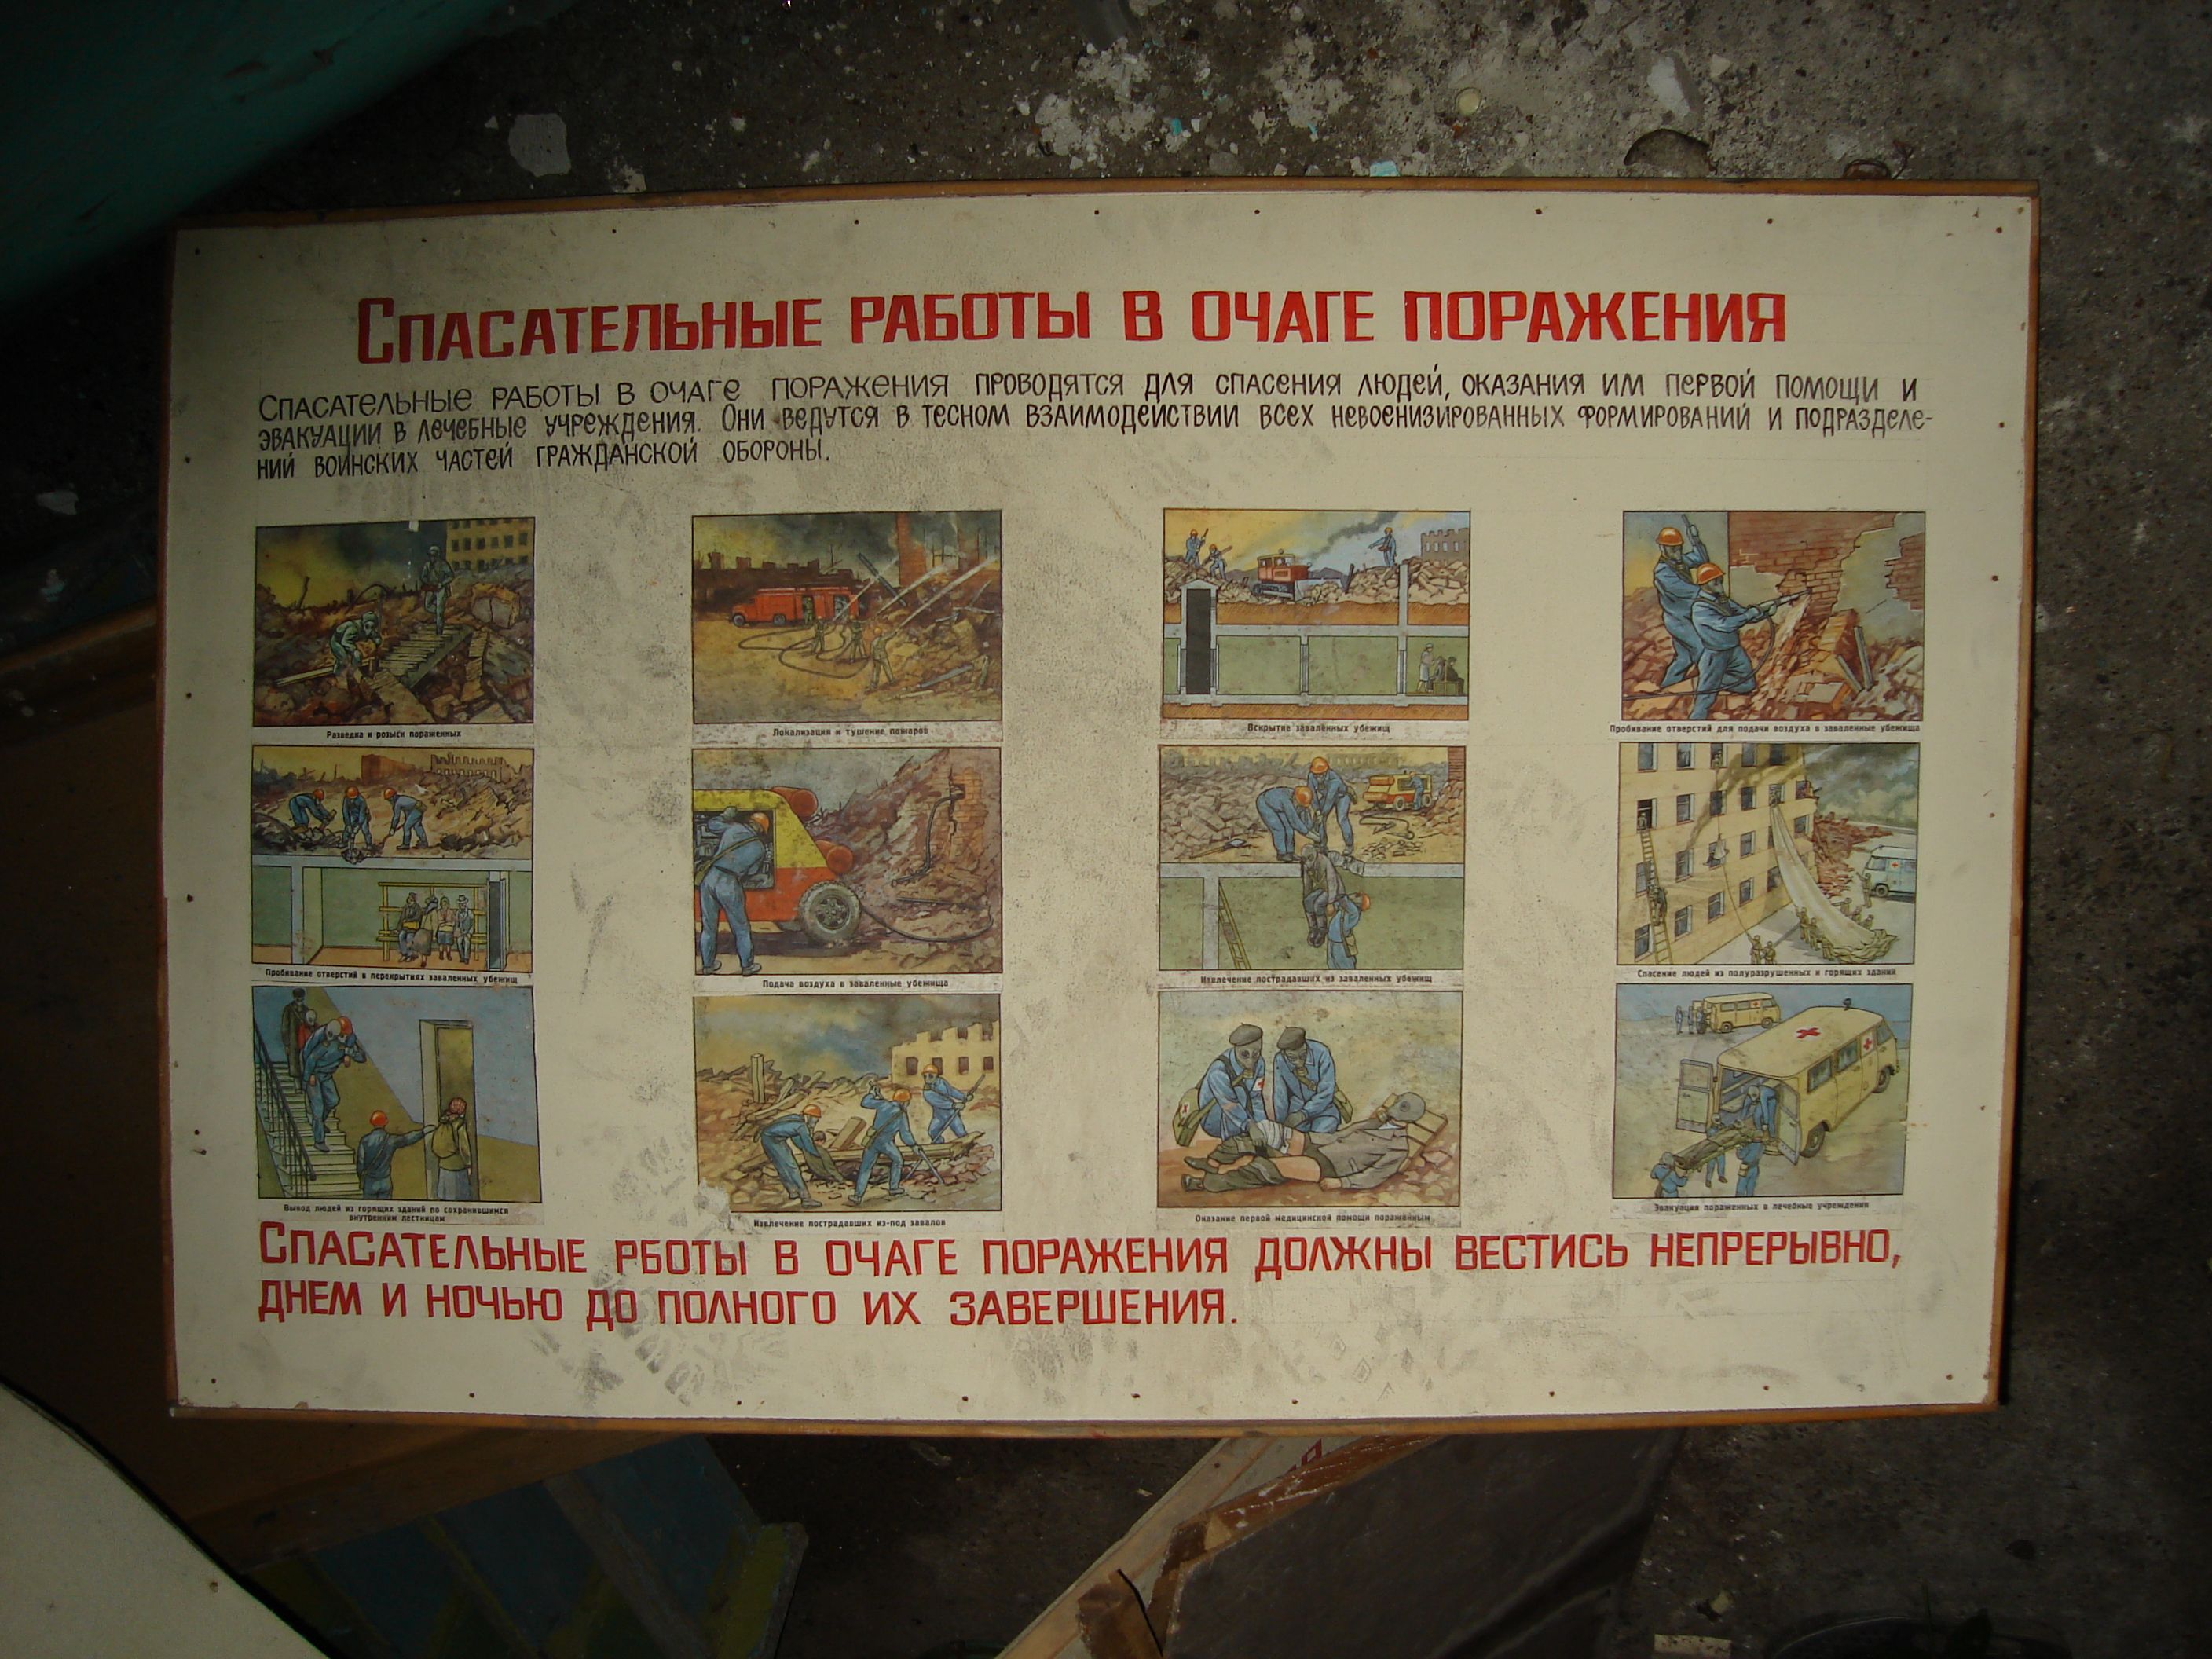 Спасательные работы в очаге поражения
Спасательные работы в очаге поражения проводятся для спасения людей, оказания им первой помощи и
эвакуации в лечебные учреждения. Они ведутся в тесном взаимодействии всех невоенизированных формирований и подразделе-
ний воинских частей гражданской обороны.
Разведка и розыск пораженных
Локализация и тушение пожаров
Вскрытие заваленных убежищ
Пробивание отверстий для подачи воздуха в заваленные убежища
Пробивание отверстий в перекрытиях заваленных убежищ
Подача воздуха в заваленные убежища
Извлечение пострадавших из заваленных убежищ
Спасение людей из полуразрушенных и горящих зданий
Вывод людей из горящих зданий по сохранившимся
внутренним лестницам
Извлечение пострадавших из-под завалов
Оказание первой медицинской помощи пораженным
Эвакуация пораженных в лечебные учреждения
Спасательные рботы в очаге поражения должны вестись непрерывно,
днем и ночью до полного их завершения.